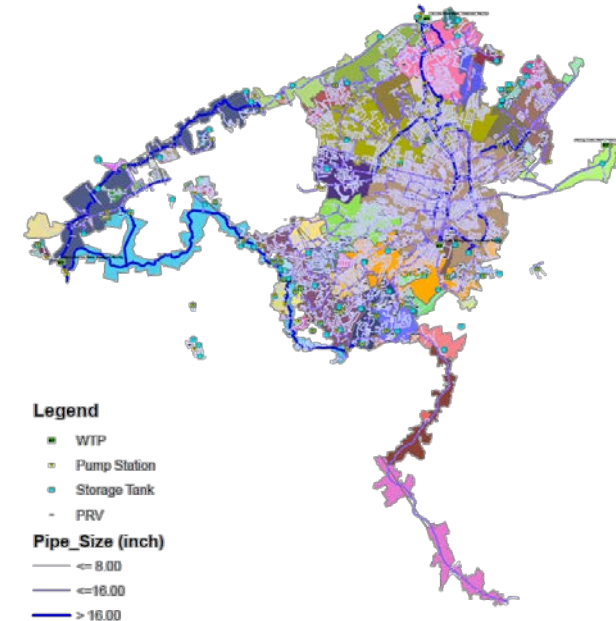 Legend
WTP
Pump Station
Storage Tank
PRV
Pipe_Size (inch)
<= 8.00
<=16.00
> 16.00